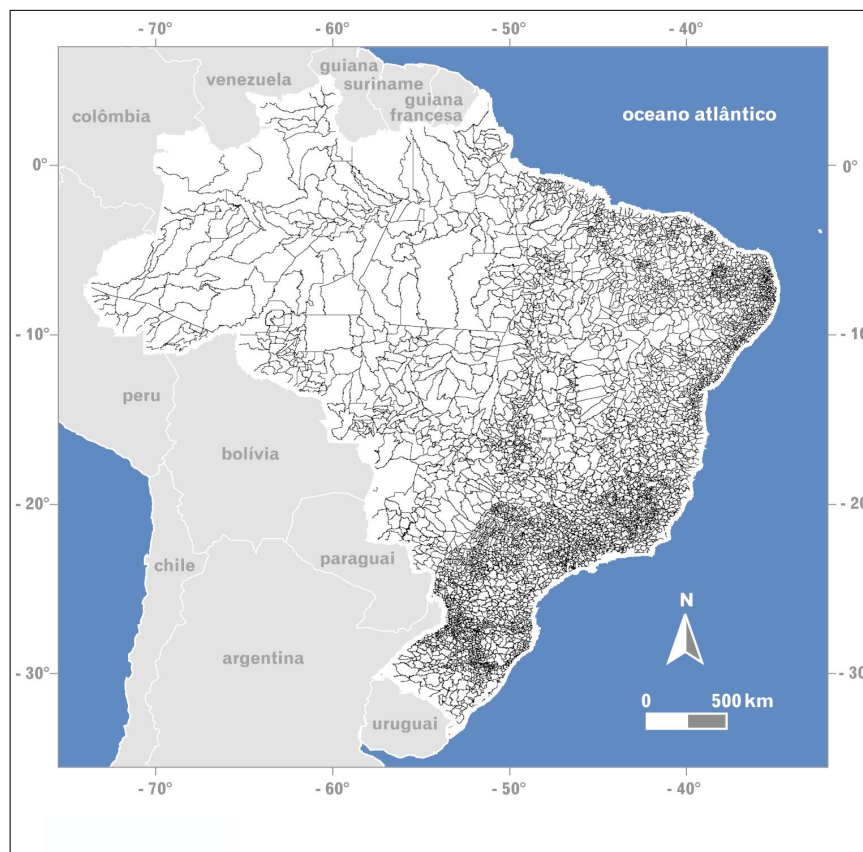 - 70° - 60° - 50° - 40°
guiana
venezuela
suriname
guiana
colômbia
francesa
oceano atlântico
0° 0°
- 10° - 10°
peru
bolívia
- 20° - 20
chile
paraguai
N
argentina
- 30° - 30°
0 500 km
uruguai
- 70° - 60° - 50° - 40°